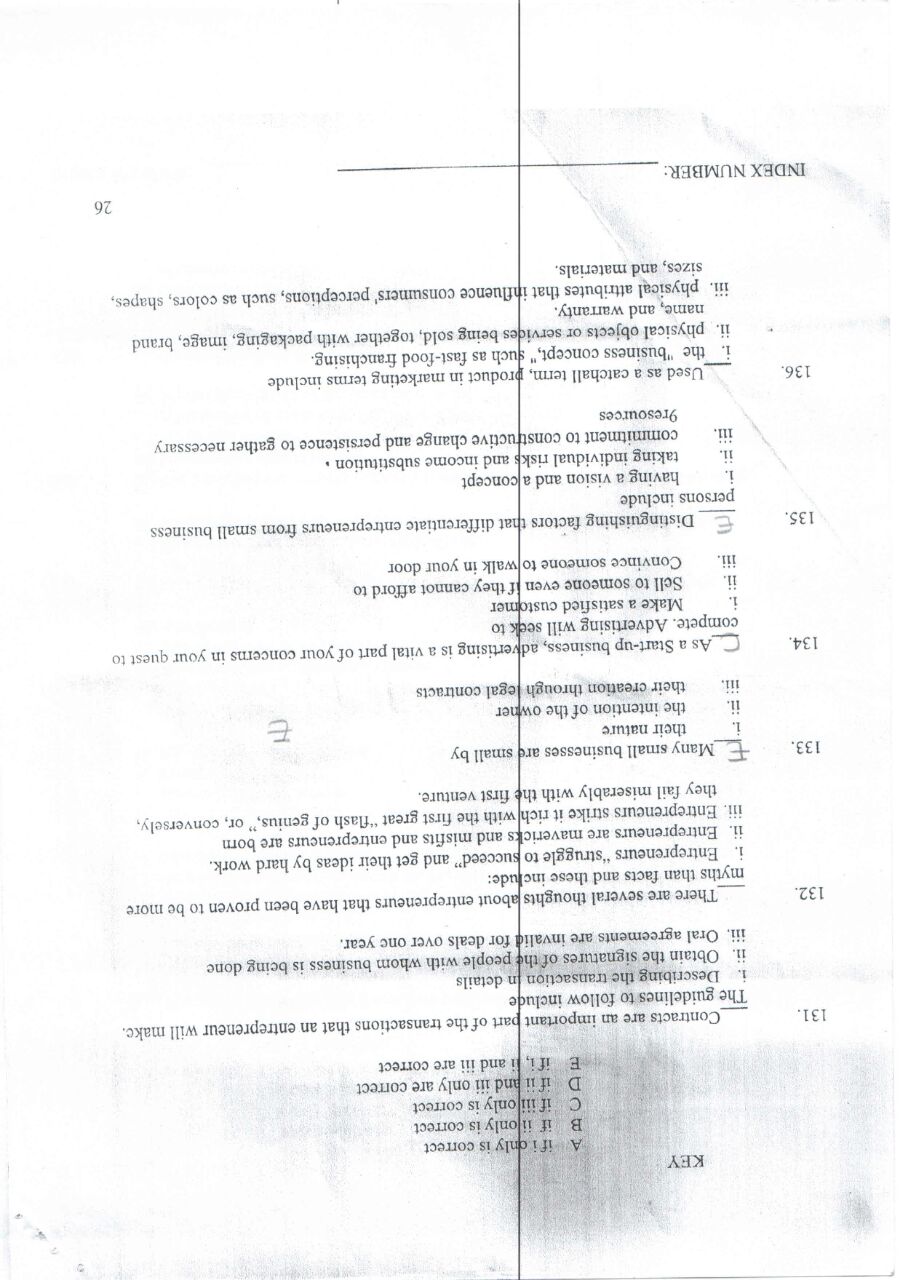 KEY
A if i only is correct
B if ii only is correct
C if iii only is correct
D if ii and iii only are correct
E if i, ii and iii are correct
131. ___Contracts are an important part of the transactions that an entrepreneur will make.
The guidelines to follow include
i. Describing the transaction in details
ii. Obtain the signatures of the people with whom business is being done
iii. Oral agreements are invalid for deals over one year.
132. ___There are several thoughts about entrepreneurs that have been proven to be more
myths than facts and these include:
i. Entrepreneurs “struggle to succeed” and get their ideas by hard work.
ii. Entrepreneurs are mavericks and misfits and entrepreneurs are born
iii. Entrepreneurs strike it rich with the first great “flash of genius,” or, conversely,
they fail miserably with the first venture.
133. E Many small businesses are small by
i. their nature
E
ii. the intention of the owner
iii. their creation through legal contracts
134. C As a Start-up business, advertising is a vital part of your concerns in your quest to
compete. Advertising will seek to
i. Make a satisfied customer
ii. Sell to someone even if they cannot afford to
iii. Convince someone to walk in your door
135. E Distinguishing factors that differentiate entrepreneurs from small business
persons include
i. having a vision and a concept
ii. taking individual risks and income substitution .
iii. commitment to constructive change and persistence to gather necessary
9resources
136. ___Used as a catchall term, product in marketing terms include
i. the "business concept," such as fast-food franchising.
ii. physical objects or services being sold, together with packaging, image, brand
name, and warranty.
iii. physical attributes that influence consumers' perceptions, such as colors, shapes,
sizes, and materials.
26
INDEX NUMBER: ___